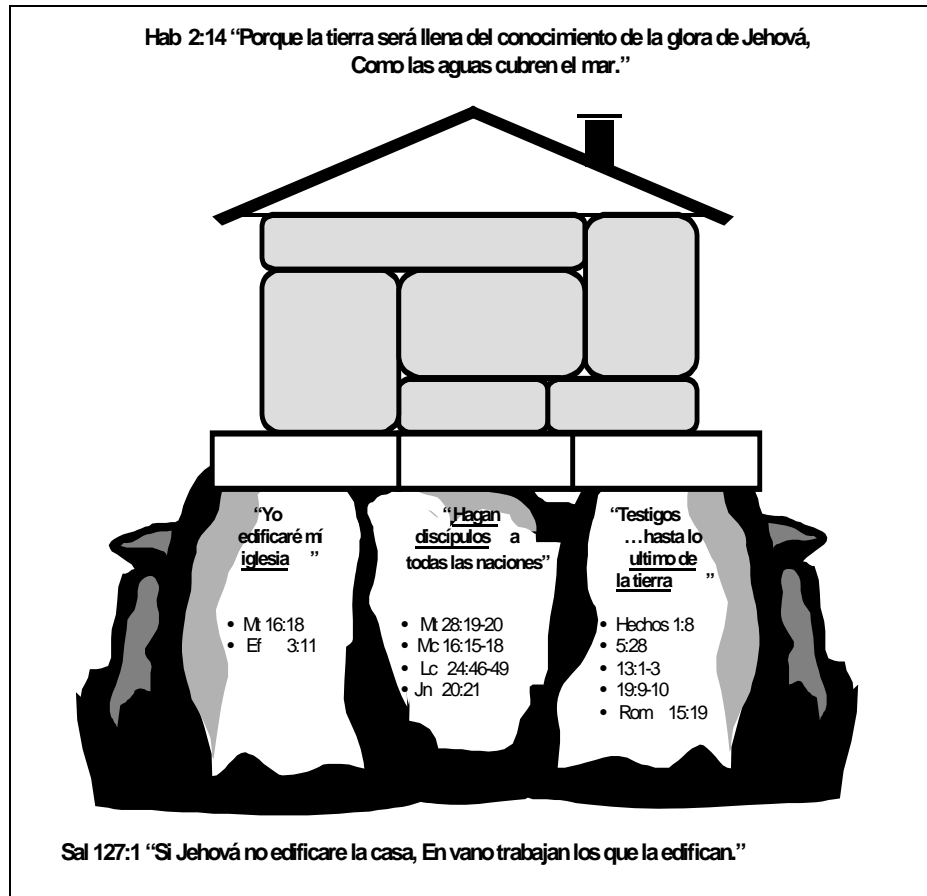 Hab 2:14 “Porque la tierra será llena del conocimiento de la glora de Jehová,
Como las aguas cubren el mar.”
“Yo
edificaré mí
iglesia ”
• Mt 16:18
• Ef 3:11
“Hagan
discípulos a
todas las naciones”
• Mt 28:19-20
• Mc 16:15-18
• Lc 24:46-49
• Jn 20:21
“Testigos
…hasta lo
ultimo de
la tierra ”
• Hechos 1:8
• 5:28
• 13:1-3
• 19:9-10
• Rom 15:19
Sal 127:1 “Si Jehová no edificare la casa, En vano trabajan los que la edifican.”